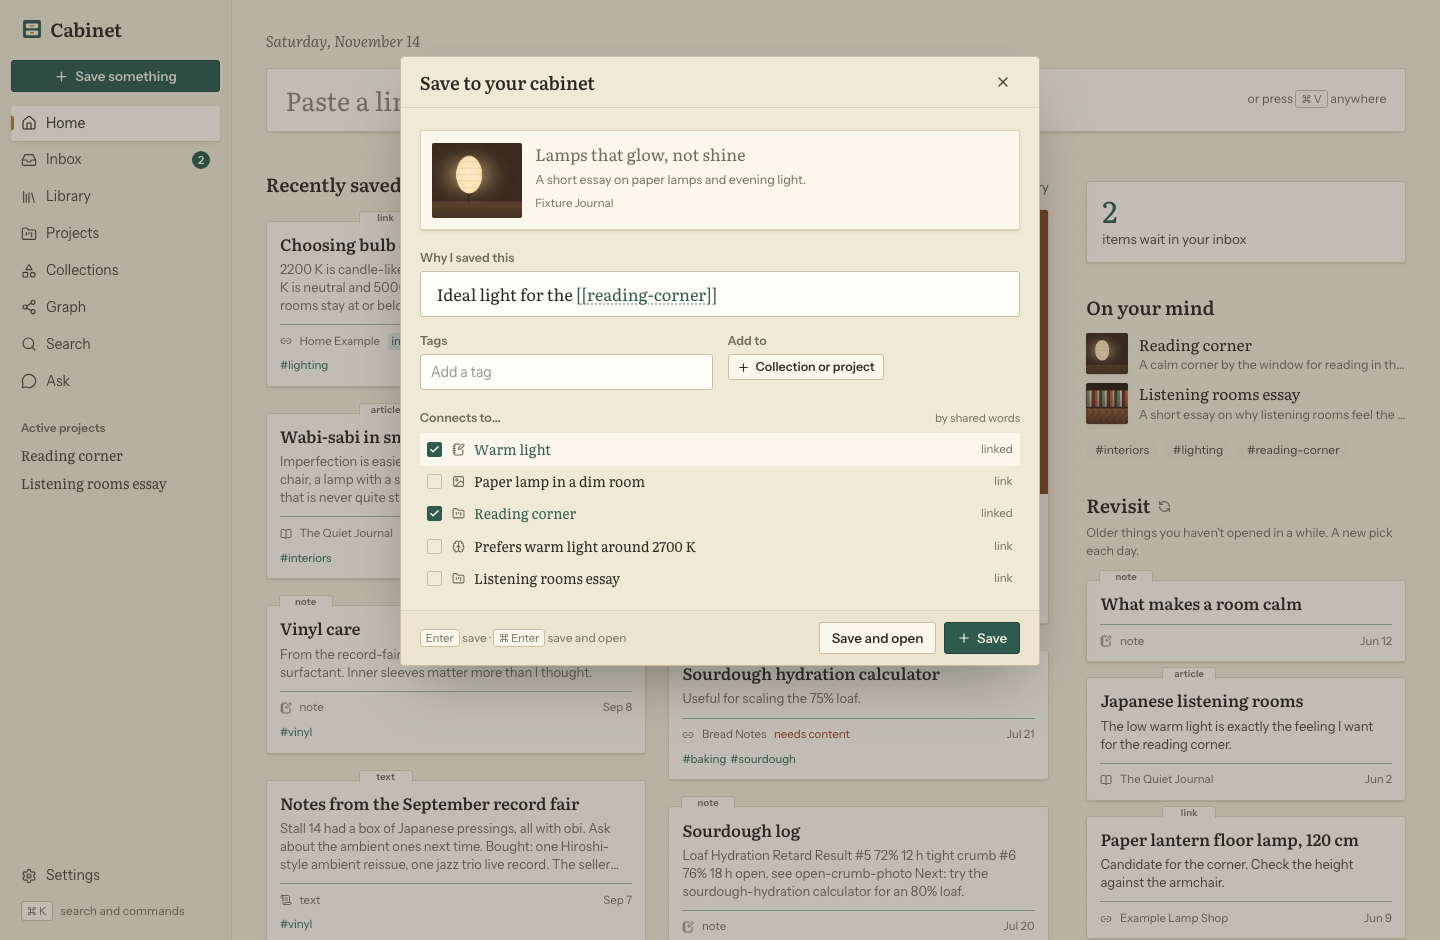 Cabinet
Save something
Home
Inbox
2
Library
Projects
Collections
Graph
Search
Ask
Active projects
Reading corner
Listening rooms essay
Settings
⌘ K search and commands
Saturday, November 14
Paste a
or press ⌘ V anywhere
Recently saved
link
Choosing bulb
2200 K is candle-like
K is neutral and
rooms stay at or
Home Example
#lighting
article
Wabi-sabi in
Imperfection is
chair, a lamp with a
that is never quite
The Quiet Journal
#interiors
note
Vinyl care
From the record-fair
surfactant. Inner sleeves matter more than I thought.
note Sep 8
#vinyl
text
Notes from the September record fair
Stall 14 had a box of Japanese pressings, all with obi. Ask
about the ambient ones next time. Bought: one Hiroshi-
style ambient reissue, one jazz trio live record. The seller...
text Sep 7
#vinyl
Save to your cabinet
Lamps that glow, not shine
A short essay on paper lamps and evening light.
Fixture Journal
Why I saved this
Ideal light for the [[reading-corner]]
Tags
Add a tag
Add to
Collection or project
Connects to... by shared words
Warm light linked
Paper lamp in a dim room link
Reading corner linked
Prefers warm light around 2700 K link
Listening rooms essay link
Enter save · ⌘ Enter save and open
Save and open
Save
Sourdough hydration calculator
Useful for scaling the 75% loaf.
Bread Notes needs content Jul 21
#baking #sourdough
note
Sourdough log
Loaf Hydration Retard Result #5 72% 12 h tight crumb #6
76% 18 h open, see open-crumb-photo Next: try the
sourdough-hydration calculator for an 80% loaf.
note Jul 20
2
items wait in your inbox
On your mind
Reading corner
A calm corner by the window for reading in th...
Listening rooms essay
A short essay on why listening rooms feel the ...
#interiors #lighting #reading-corner
Revisit
Older things you haven't opened in a while. A new pick
each day.
note
What makes a room calm
note Jun 12
article
Japanese listening rooms
The low warm light is exactly the feeling I want
for the reading corner.
The Quiet Journal Jun 2
link
Paper lantern floor lamp, 120 cm
Candidate for the corner. Check the height
against the armchair.
Example Lamp Shop Jun 9